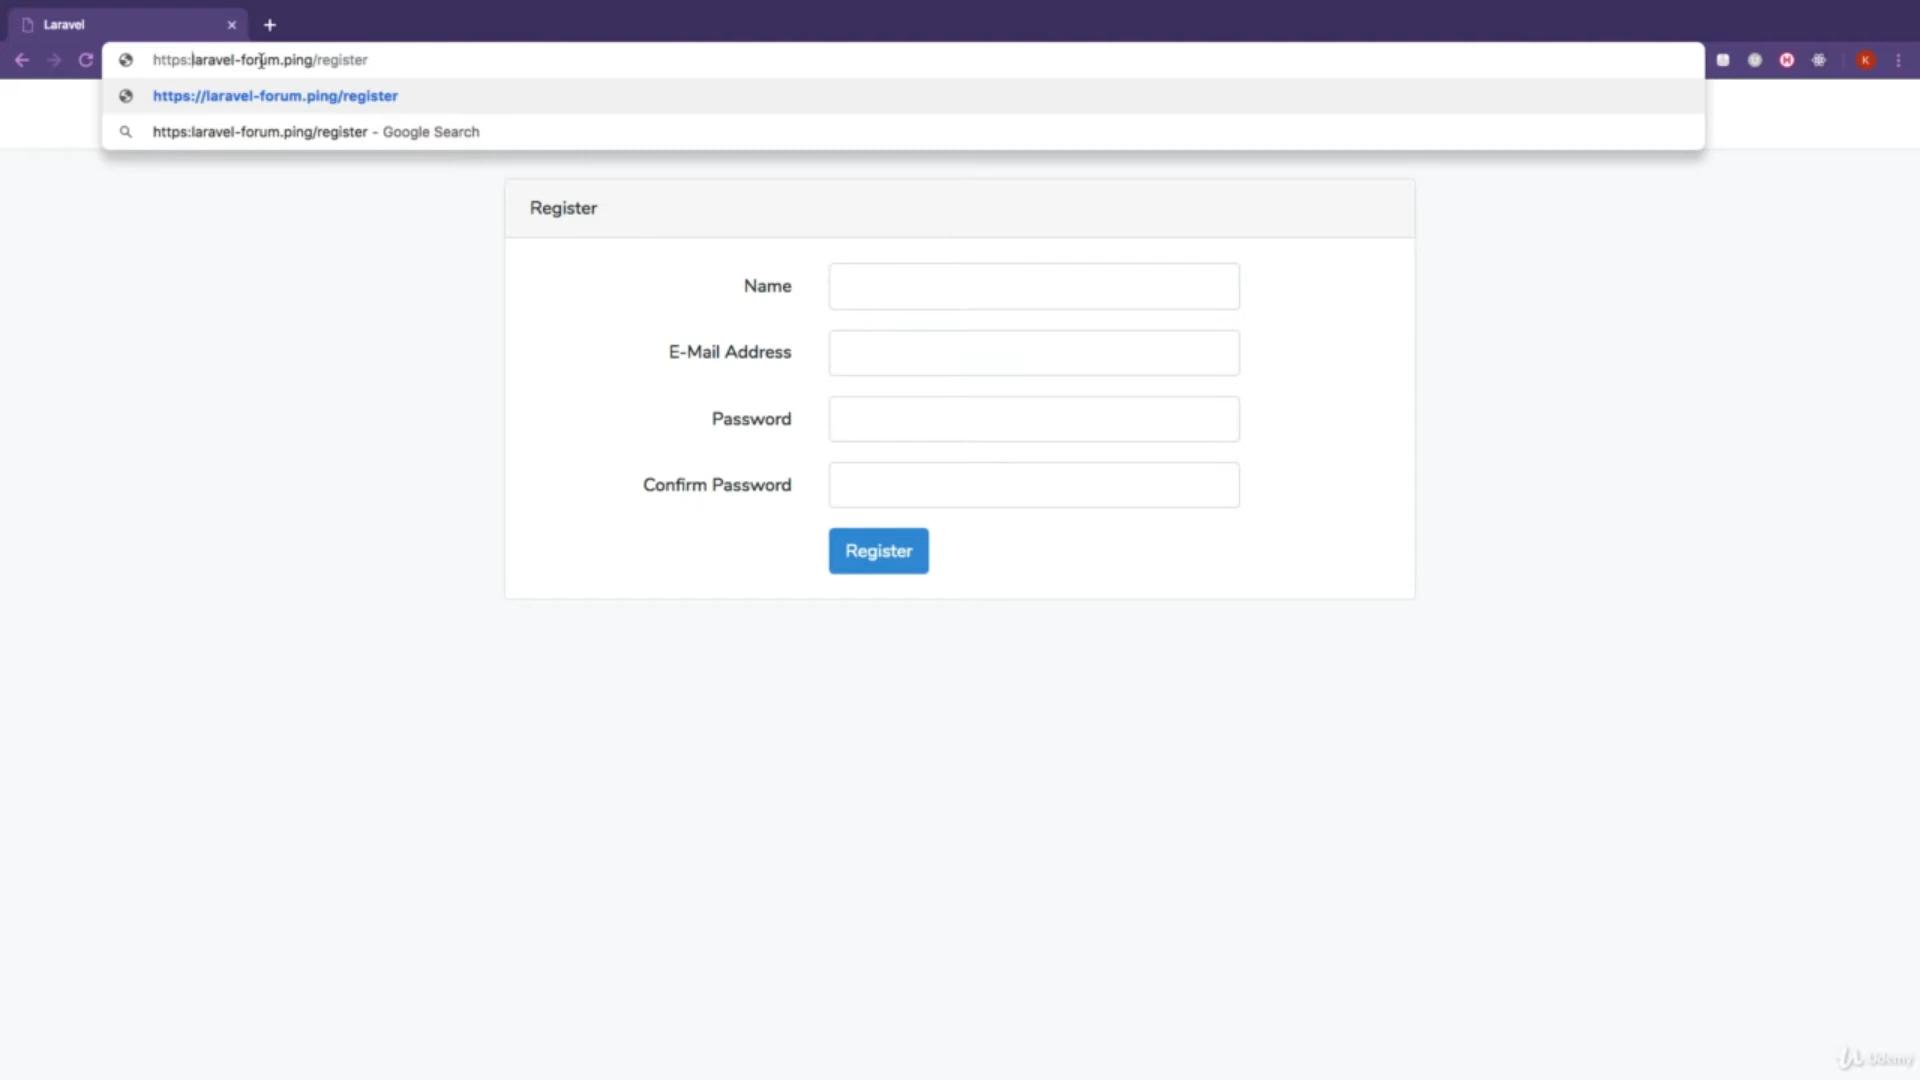 Laravel
https:laravel-forum.ping/register
K
https://laravel-forum.ping/register
https:laravel-forum.ping/register - Google Search
Register
Name
E-Mail Address
Password
Confirm Password
Register
Udemy